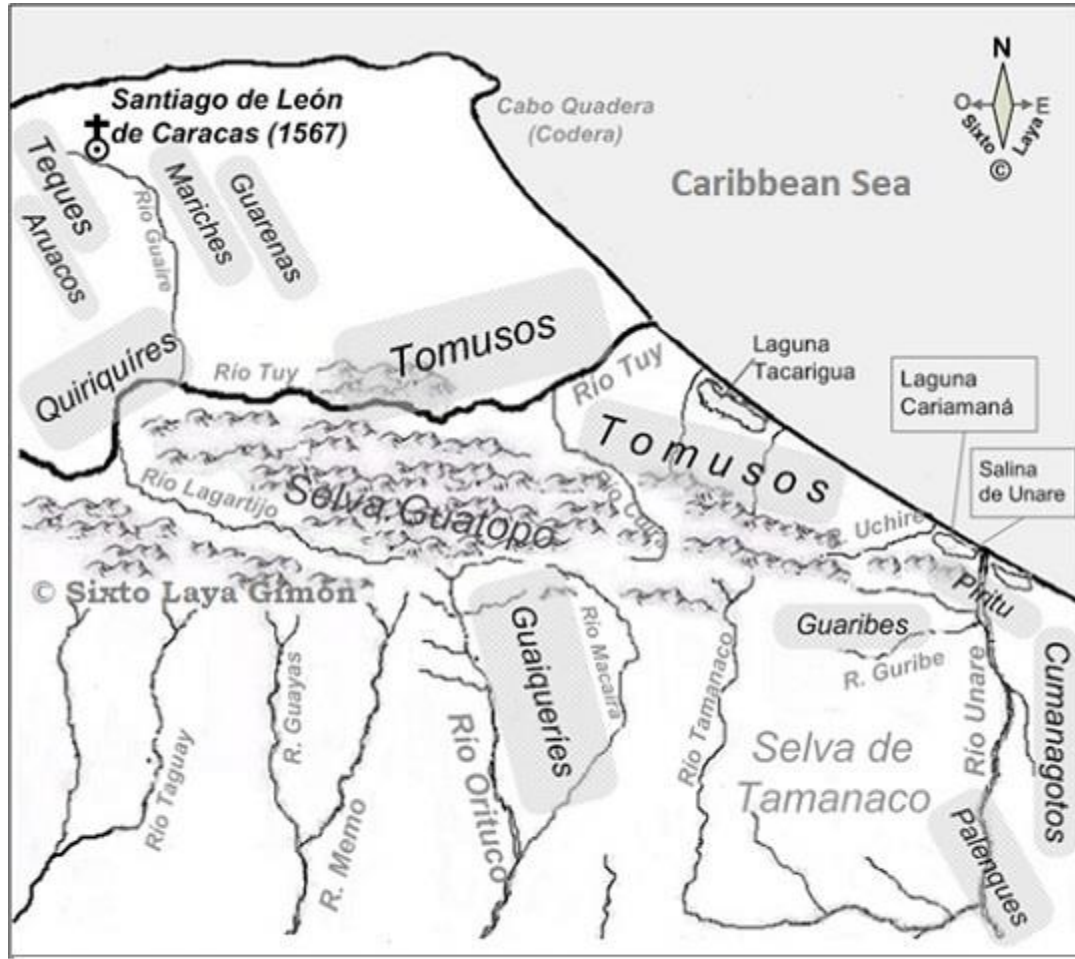 N
O
E
Sixto
Laya
©
Santiago de León
de Caracas (1567)
Cabo Quadera
(Codera)
Caribbean Sea
Teques
Aruacos
Río Guaire
Mariches
Guarenas
Quiriquires
Río Tuy
Tomusos
Río Tuy
Laguna
Tacarigua
Laguna
Cariamaná
Salina
de Unare
Tomusos
Río Lagartijo
Selva Guatopo
R. Uchire
© Sixto Laya Gimón
Píritu
Guaribes
R. Guribe
Guaiqueríes
Río Macaira
Río Tamanaco
Río Unare
Cumanagotos
Río Taguay
R. Guayas
R. Memo
Río Orituco
Selva de
Tamanaco
Palenques